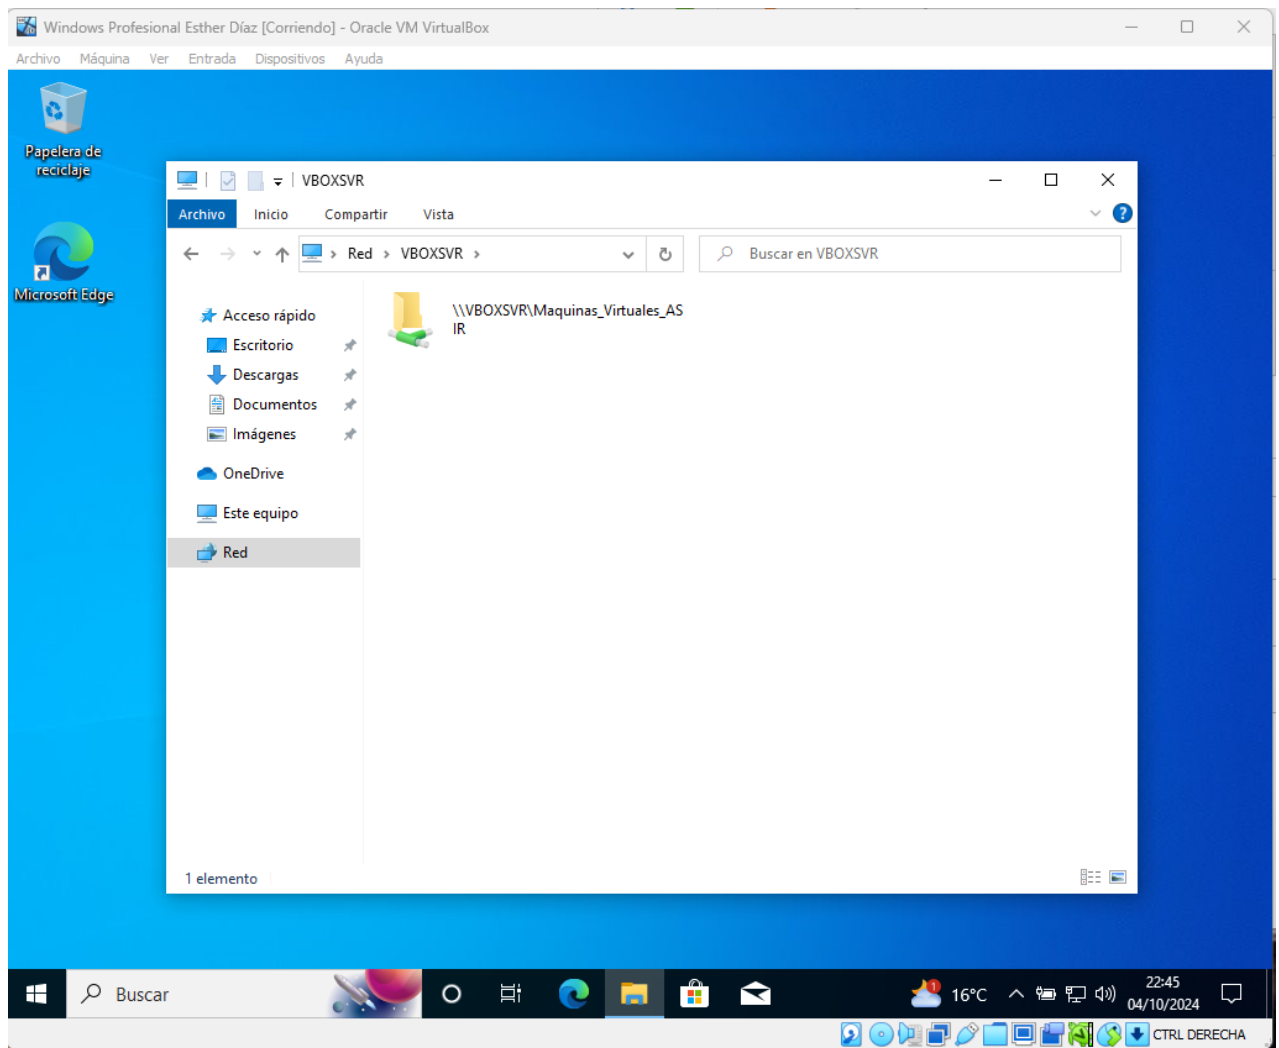 Windows Profesional Esther Díaz [Corriendo] - Oracle VM VirtualBox
Archivo Máquina Ver Entrada Dispositivos Ayuda
Papelera de
reciclaje
Microsoft Edge
VBOXSVR
Archivo Inicio Compartir Vista
Red > VBOXSVR >
Buscar en VBOXSVR
Acceso rápido
Escritorio
Descargas
Documentos
Imágenes
OneDrive
Este equipo
Red
\\VBOXSVR\Maquinas_Virtuales_AS
IR
1 elemento
Buscar
1
16°C
22:45
04/10/2024
CTRL DERECHA